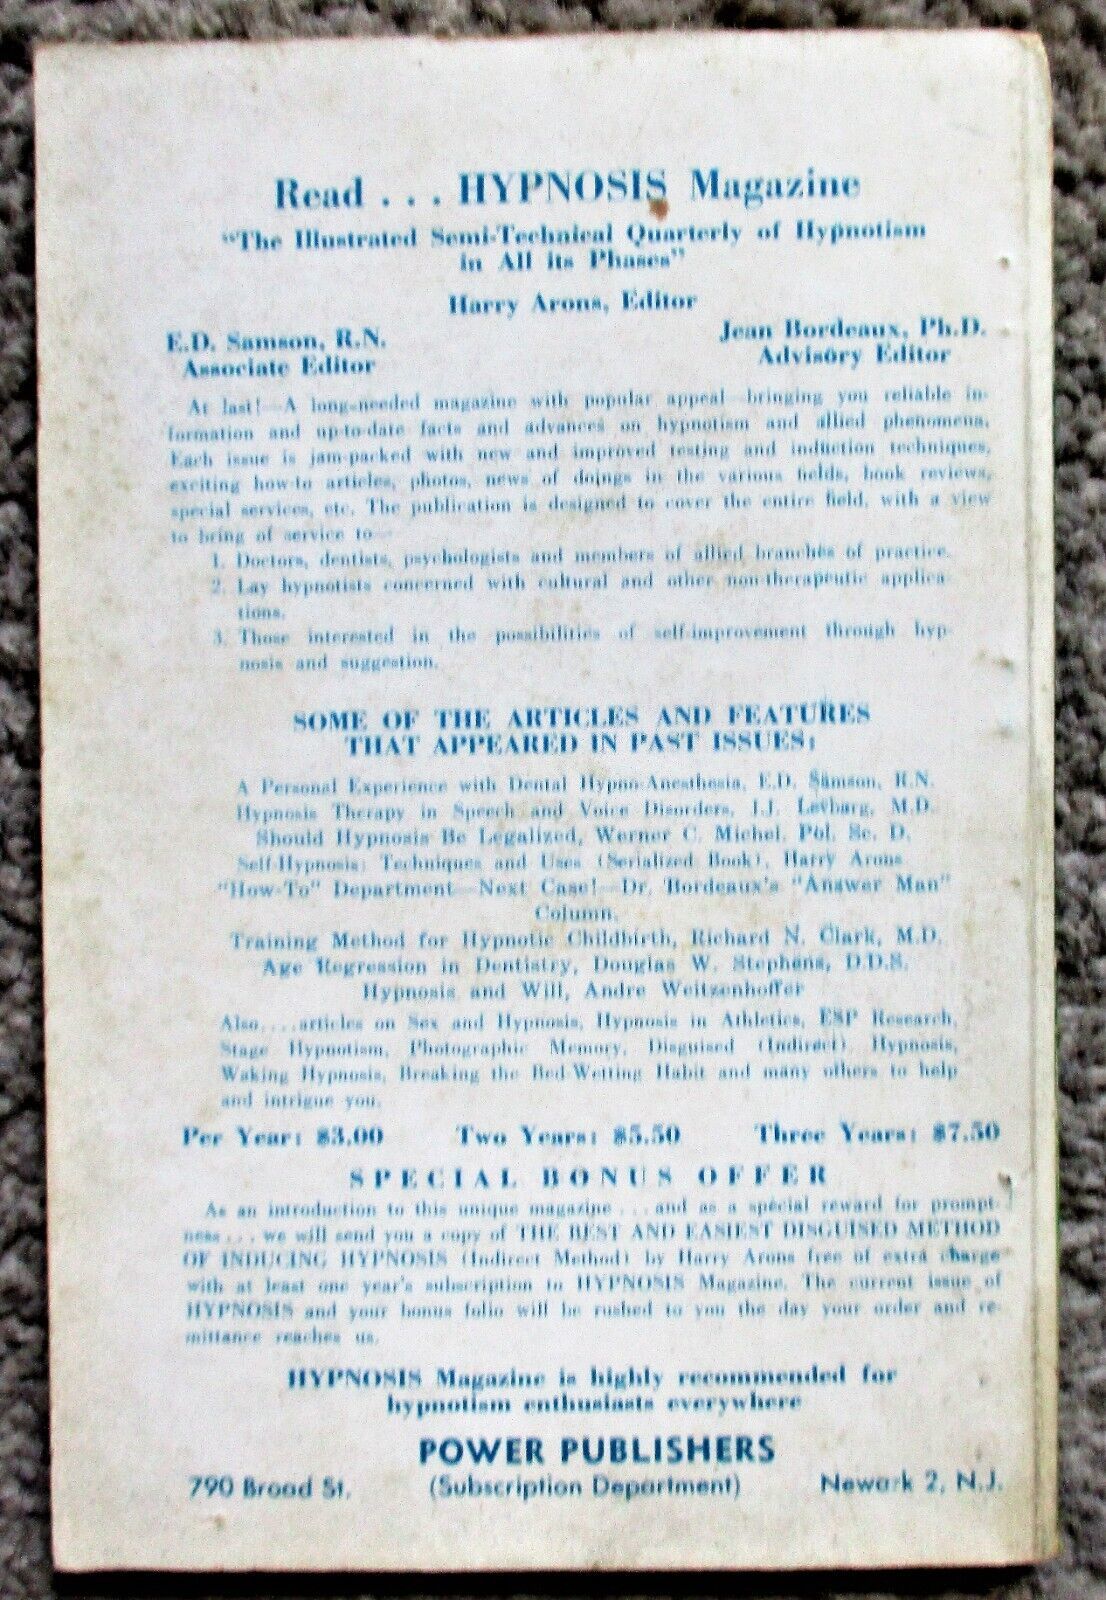 Read . . . HYPNOSIS Magazine
"The Illustrated Semi-Technical Quarterly of Hypnotism
in All its Phases"
Harry Arons, Editor
E.D. Samson, R.N.
Associate Editor
Jean Bordeaux, Ph.D.
Advisory Editor
At last!—A long-needed magazine with popular appeal—bringing you reliable in-
formation and up-to-date facts and advances on hypnotism and allied phenomena.
Each issue is jam-packed with new and improved testing and induction techniques,
exciting how-to articles, photos, news of doings in the various fields, book reviews,
special services, etc. The publication is designed to cover the entire field, with a view
to bring of service to—
1. Doctors, dentists, psychologists and members of allied branches of practice.
2. Lay hypnotists concerned with cultural and other non-therapeutic applica-
tions.
3. Those interested in the possibilities of self-improvement through hyp-
nosis and suggestion.
SOME OF THE ARTICLES AND FEATURES
THAT APPEARED IN PAST ISSUES:
A Personal Experience with Dental Hypno-Anesthesia, E.D. Samson, R.N.
Hypnosis Therapy in Speech and Voice Disorders, J.J. Levbarg, M.D.
Should Hypnosis Be Legalized, Werner C. Michel, Pol. Sc. D.
Self-Hypnosis: Techniques and Uses (Serialized Book), Harry Arons
"How-To" Department—Next Case!—Dr. Bordeaux's "Answer Man"
Column.
Training Method for Hypnotic Childbirth, Richard N. Clark, M.D.
Age Regression in Dentistry, Douglas W. Stephens, D.D.S.
Hypnosis and Will, Andre Weitzenhoffer
Also....articles on Sex and Hypnosis, Hypnosis in Athletics, ESP Research,
Stage Hypnotism, Photographic Memory, Disguised (Indirect) Hypnosis,
Waking Hypnosis, Breaking the Bed-Wetting Habit and many others to help
and intrigue you.
Per Year: $3.00 Two Years: $5.50 Three Years: $7.50
SPECIAL BONUS OFFER
As an introduction to this unique magazine . . . and as a special reward for prompt-
ness . . . we will send you a copy of THE BEST AND EASIEST DISGUISED METHOD
OF INDUCING HYPNOSIS (Indirect Method) by Harry Arons free of extra charge
with at least one year's subscription to HYPNOSIS Magazine. The current issue of
HYPNOSIS and your bonus folio will be rushed to you the day your order and re-
mittance reaches us.
HYPNOSIS Magazine is highly recommended for
hypnotism enthusiasts everywhere
POWER PUBLISHERS
790 Broad St. (Subscription Department) Newark 2, N.J.